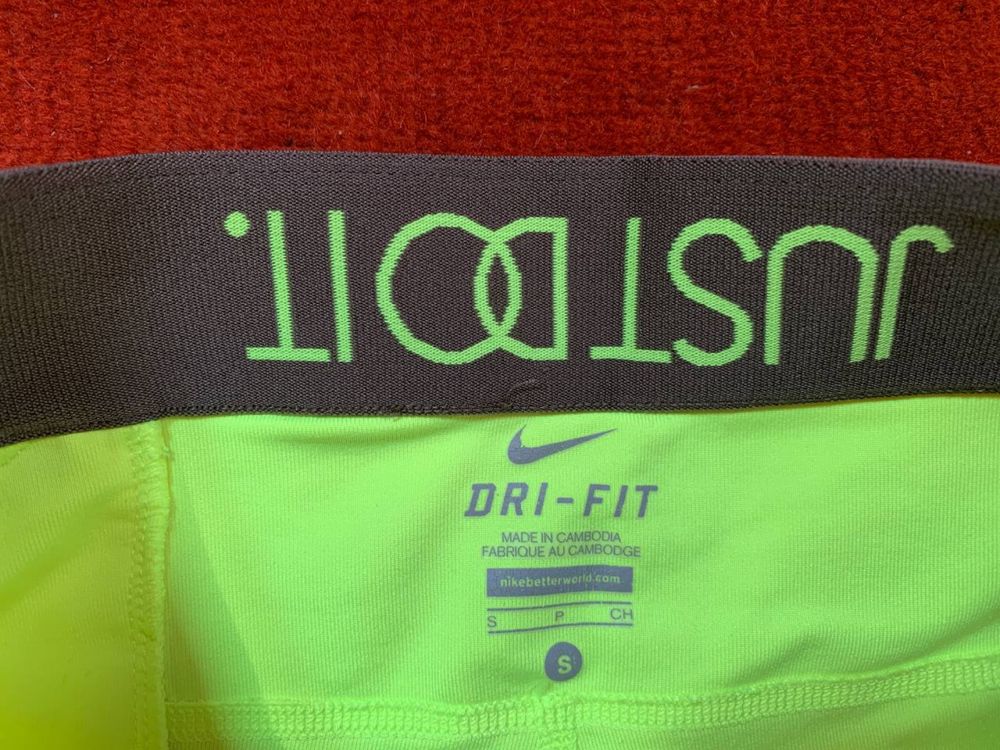 JUST DO IT.
DRI-FIT
MADE IN CAMBODIA
FABRIQUE AU CAMBODGE
nikebetterworld.com
S P CH
S